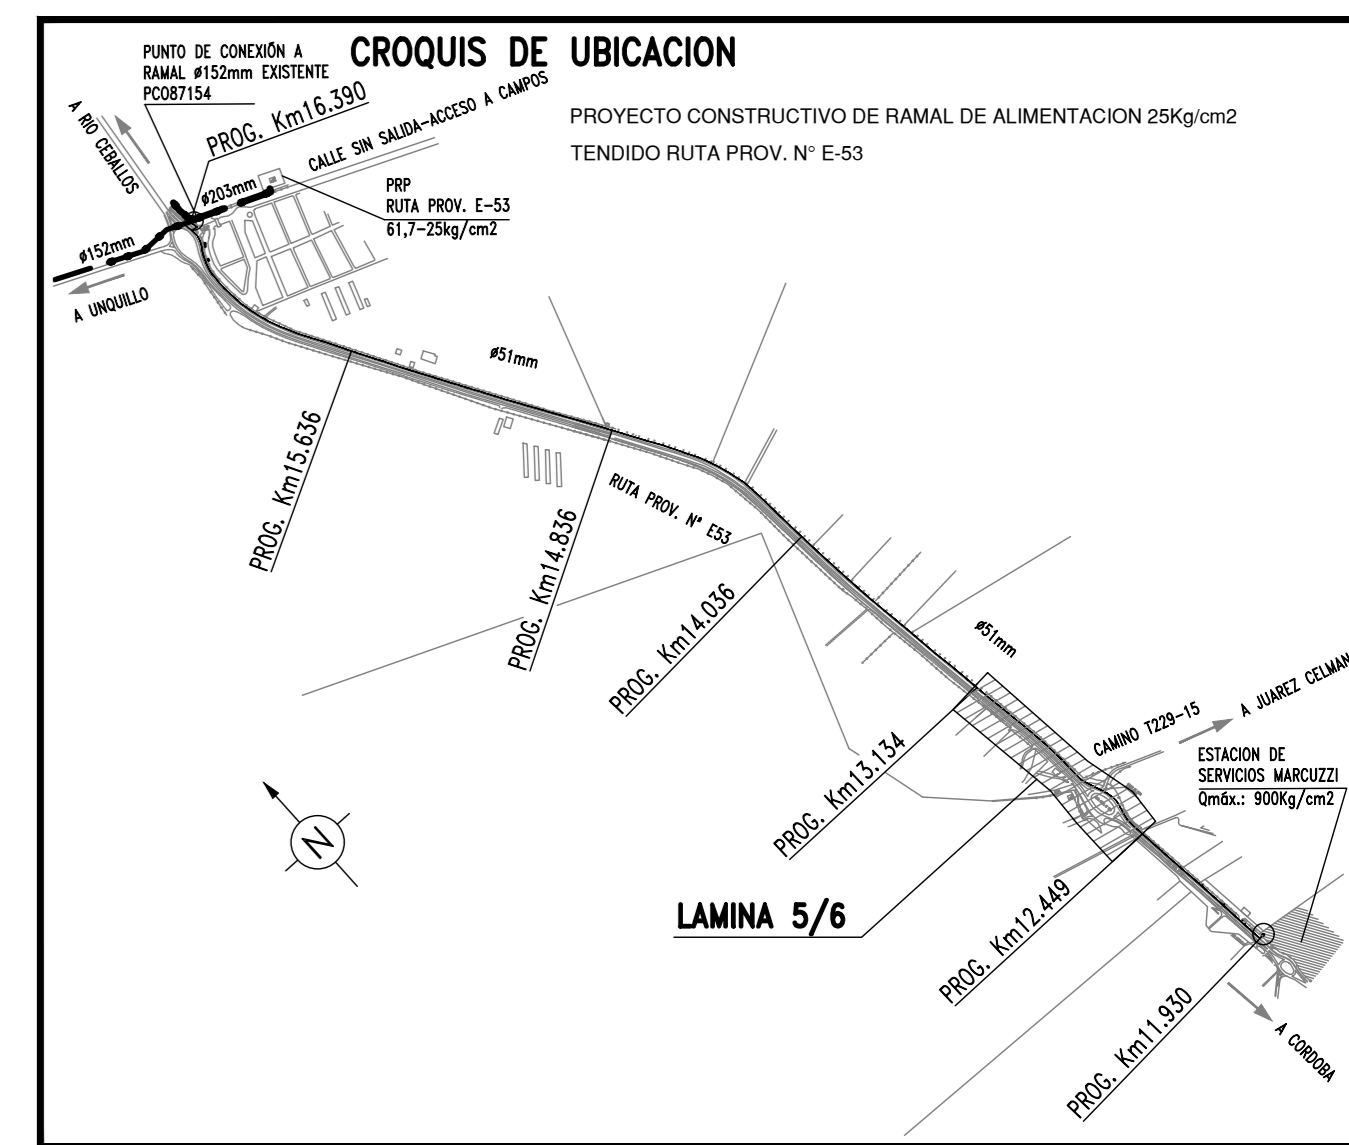 CROQUIS DE UBICACION
PUNTO DE CONEXIÓN A
RAMAL ø152mm EXISTENTE
PC087154
PROYECTO CONSTRUCTIVO DE RAMAL DE ALIMENTACION 25Kg/cm2
TENDIDO RUTA PROV. N° E-53
A RIO CEBALLOS
PROG. Km16.390
CALLE SIN SALIDA-ACCESO A CAMPOS
ø203mm
PRP
RUTA PROV. E-53
61,7-25kg/cm2
ø152mm
A UNQUILLO
ø51mm
PROG. Km15.636
PROG. Km14.836
RUTA PROV. Nº E53
PROG. Km14.036
ø51mm
A JUAREZ CELMAN
CAMINO T229-15
ESTACION DE
SERVICIOS MARCUZZI
Qmáx.: 900Kg/cm2
PROG. Km13.134
N
LAMINA 5/6
PROG. Km12.449
PROG. Km11.930
A CORDOBA